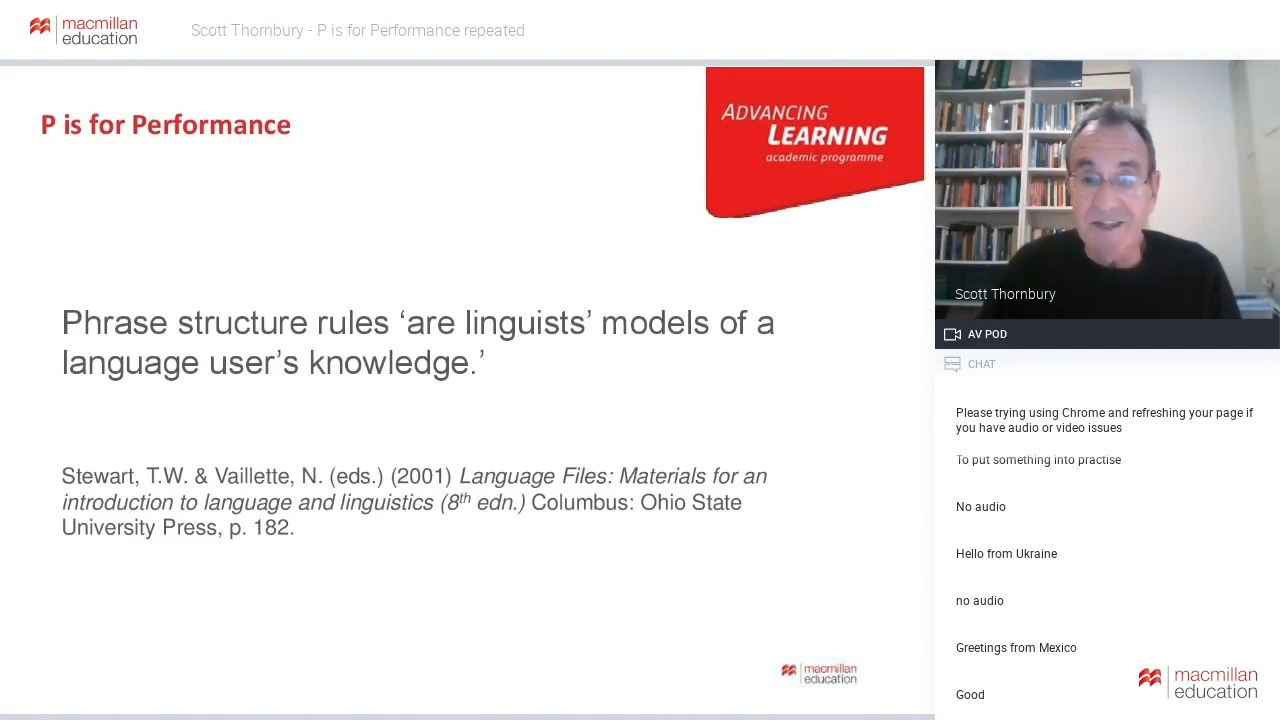 macmillan
education
Scott Thornbury - P is for Performance repeated
P is for Performance
ADVANCING
LEARNING
academic programme
Phrase structure rules ‘are linguists’ models of a
language user’s knowledge.’
Stewart, T.W. & Vaillette, N. (eds.) (2001) Language Files: Materials for an
introduction to language and linguistics (8th edn.) Columbus: Ohio State
University Press, p. 182.
macmillan
education
Scott Thornbury
AV POD
CHAT
Please trying using Chrome and refreshing your page if
you have audio or video issues
To put something into practise
No audio
Hello from Ukraine
no audio
Greetings from Mexico
Good
macmillan
education